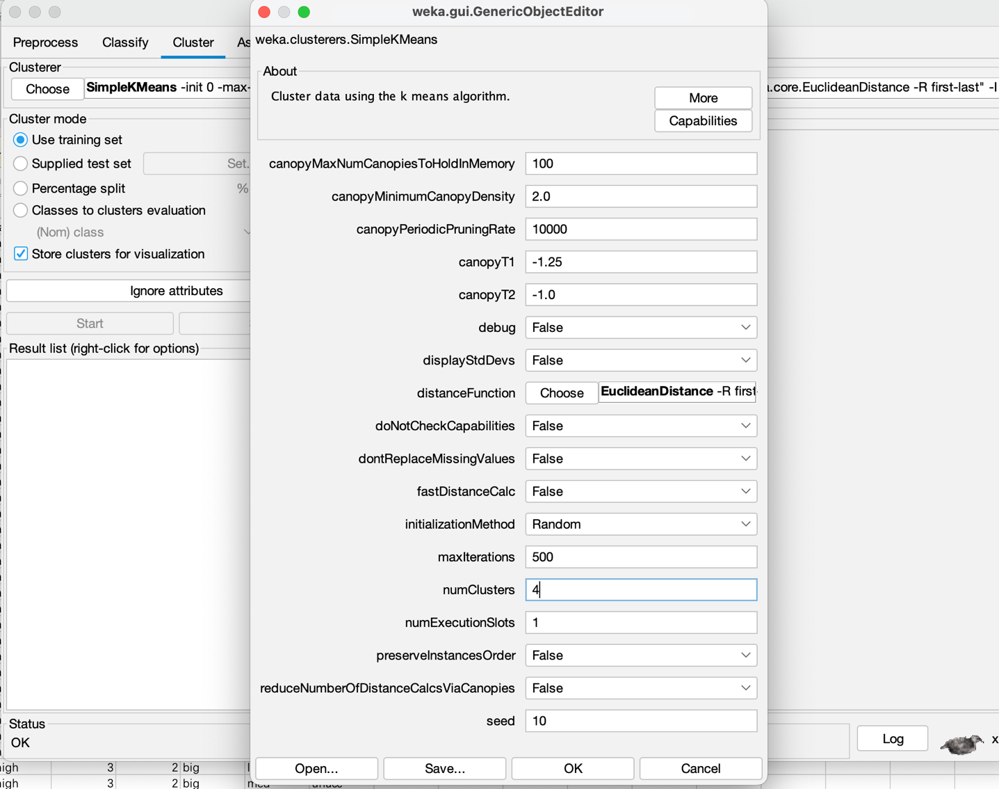 weka.gui.GenericObjectEditor
Preprocess Classify Cluster As
weka.clusterers.SimpleKMeans
Clusterer
Choose SimpleKMeans -init 0 -max- .core.EuclideanDistance -R first-last" -I
About
Cluster data using the k means algorithm.
More
Capabilities
Cluster mode
Use training set
Supplied test set Set.
Percentage split %
Classes to clusters evaluation
(Nom) class
Store clusters for visualization
Ignore attributes
Start
Result list (right-click for options)
canopyMaxNumCanopiesToHoldInMemory 100
canopyMinimumCanopyDensity 2.0
canopyPeriodicPruningRate 10000
canopyT1 -1.25
canopyT2 -1.0
debug False
displayStdDevs False
distanceFunction Choose EuclideanDistance -R first-
doNotCheckCapabilities False
dontReplaceMissingValues False
fastDistanceCalc False
initializationMethod Random
maxIterations 500
numClusters 4
numExecutionSlots 1
preserveInstancesOrder False
reduceNumberOfDistanceCalcsViaCanopies False
seed 10
Open... Save... OK Cancel
Status
OK
Log x
igh 3 2 big
igh 3 2 big